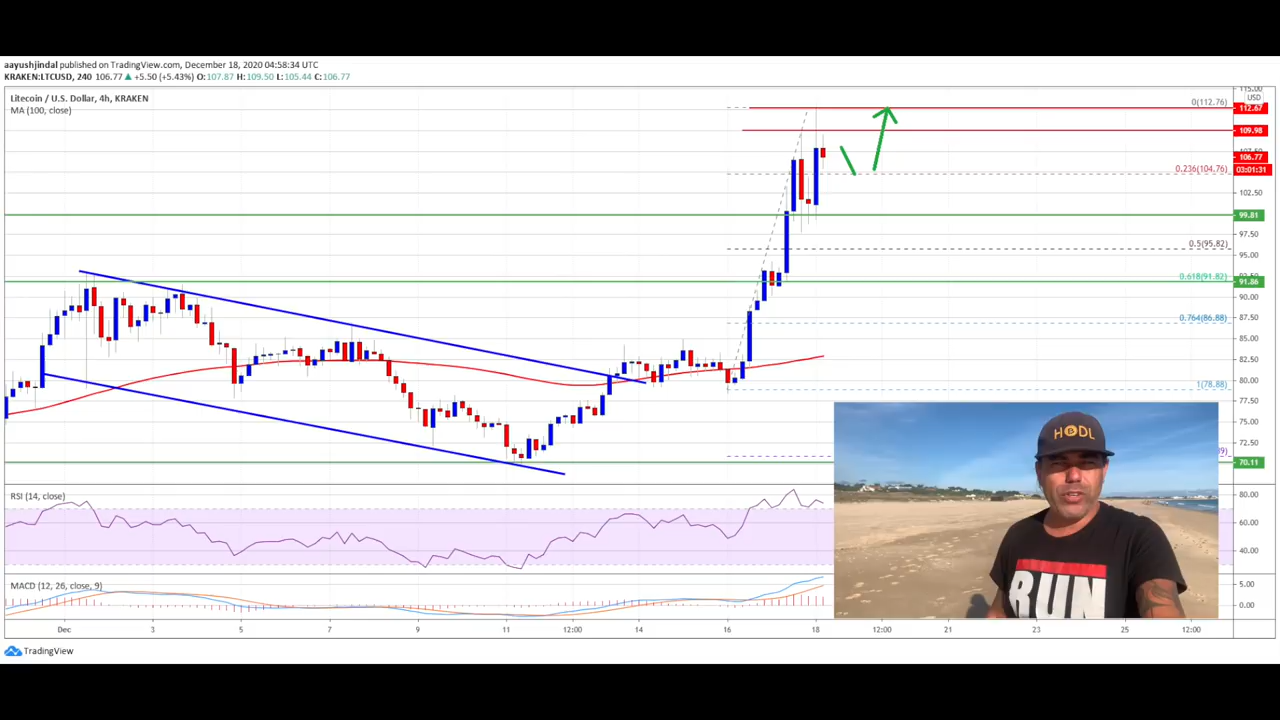 aayushjindal published on TradingView.com, December 18, 2020 04:58:34 UTC
KRAKEN:LTCUSD, 240 106.77 ▲ +5.50 (+5.43%) O:107.87 H:109.50 L:105.44 C:106.77
Litecoin / U.S. Dollar, 4h, KRAKEN
MA (100, close)
115.00
USD
0(112.76)
112.67
109.98
106.77
03:01:31
0.236(104.76)
102.50
99.81
97.50
0.5(95.82)
95.00
0.618(91.82)
91.86
90.00
0.764(86.88)
87.50
85.00
82.50
1(78.88)
80.00
77.50
75.00
72.50
70.11
HODL
RUN
RSI (14, close)
80.00
60.00
40.00
MACD (12, 26, close, 9)
5.00
0.00
Dec 3 5 7 9 11 12:00 14 16 18 12:00 21 23 25 12:00
TradingView